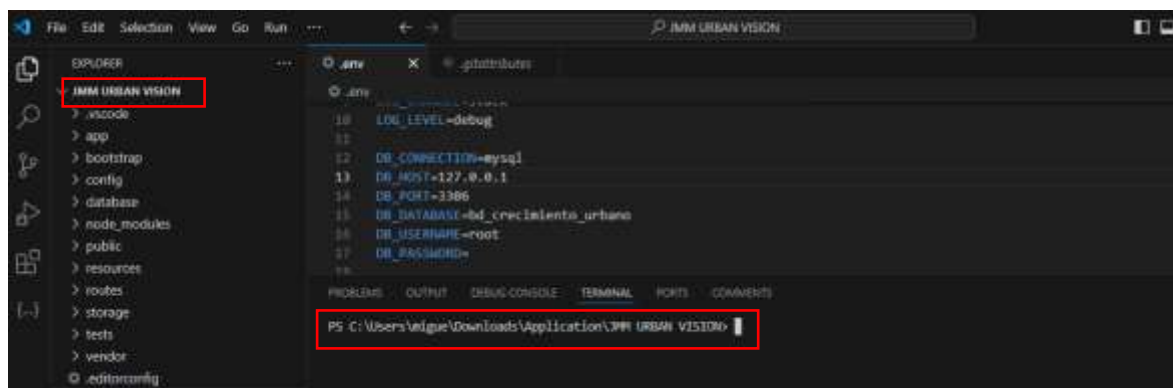 File Edit Selection View Go Run ··· JMM URBAN VISION
EXPLORER ···
JMM URBAN VISION
.vscode
app
bootstrap
config
database
node_modules
public
resources
routes
storage
tests
vendor
.editorconfig
.env .gitattributes
.env
10 LOG_LEVEL=debug
11
12 DB_CONNECTION=mysql
13 DB_HOST=127.0.0.1
14 DB_PORT=3306
15 DB_DATABASE=bd_crecimiento_urbano
16 DB_USERNAME=root
17 DB_PASSWORD=
PROBLEMS OUTPUT DEBUG CONSOLE TERMINAL PORTS COMMENTS
PS C:\Users\migue\Downloads\Application\JMM URBAN VISION>